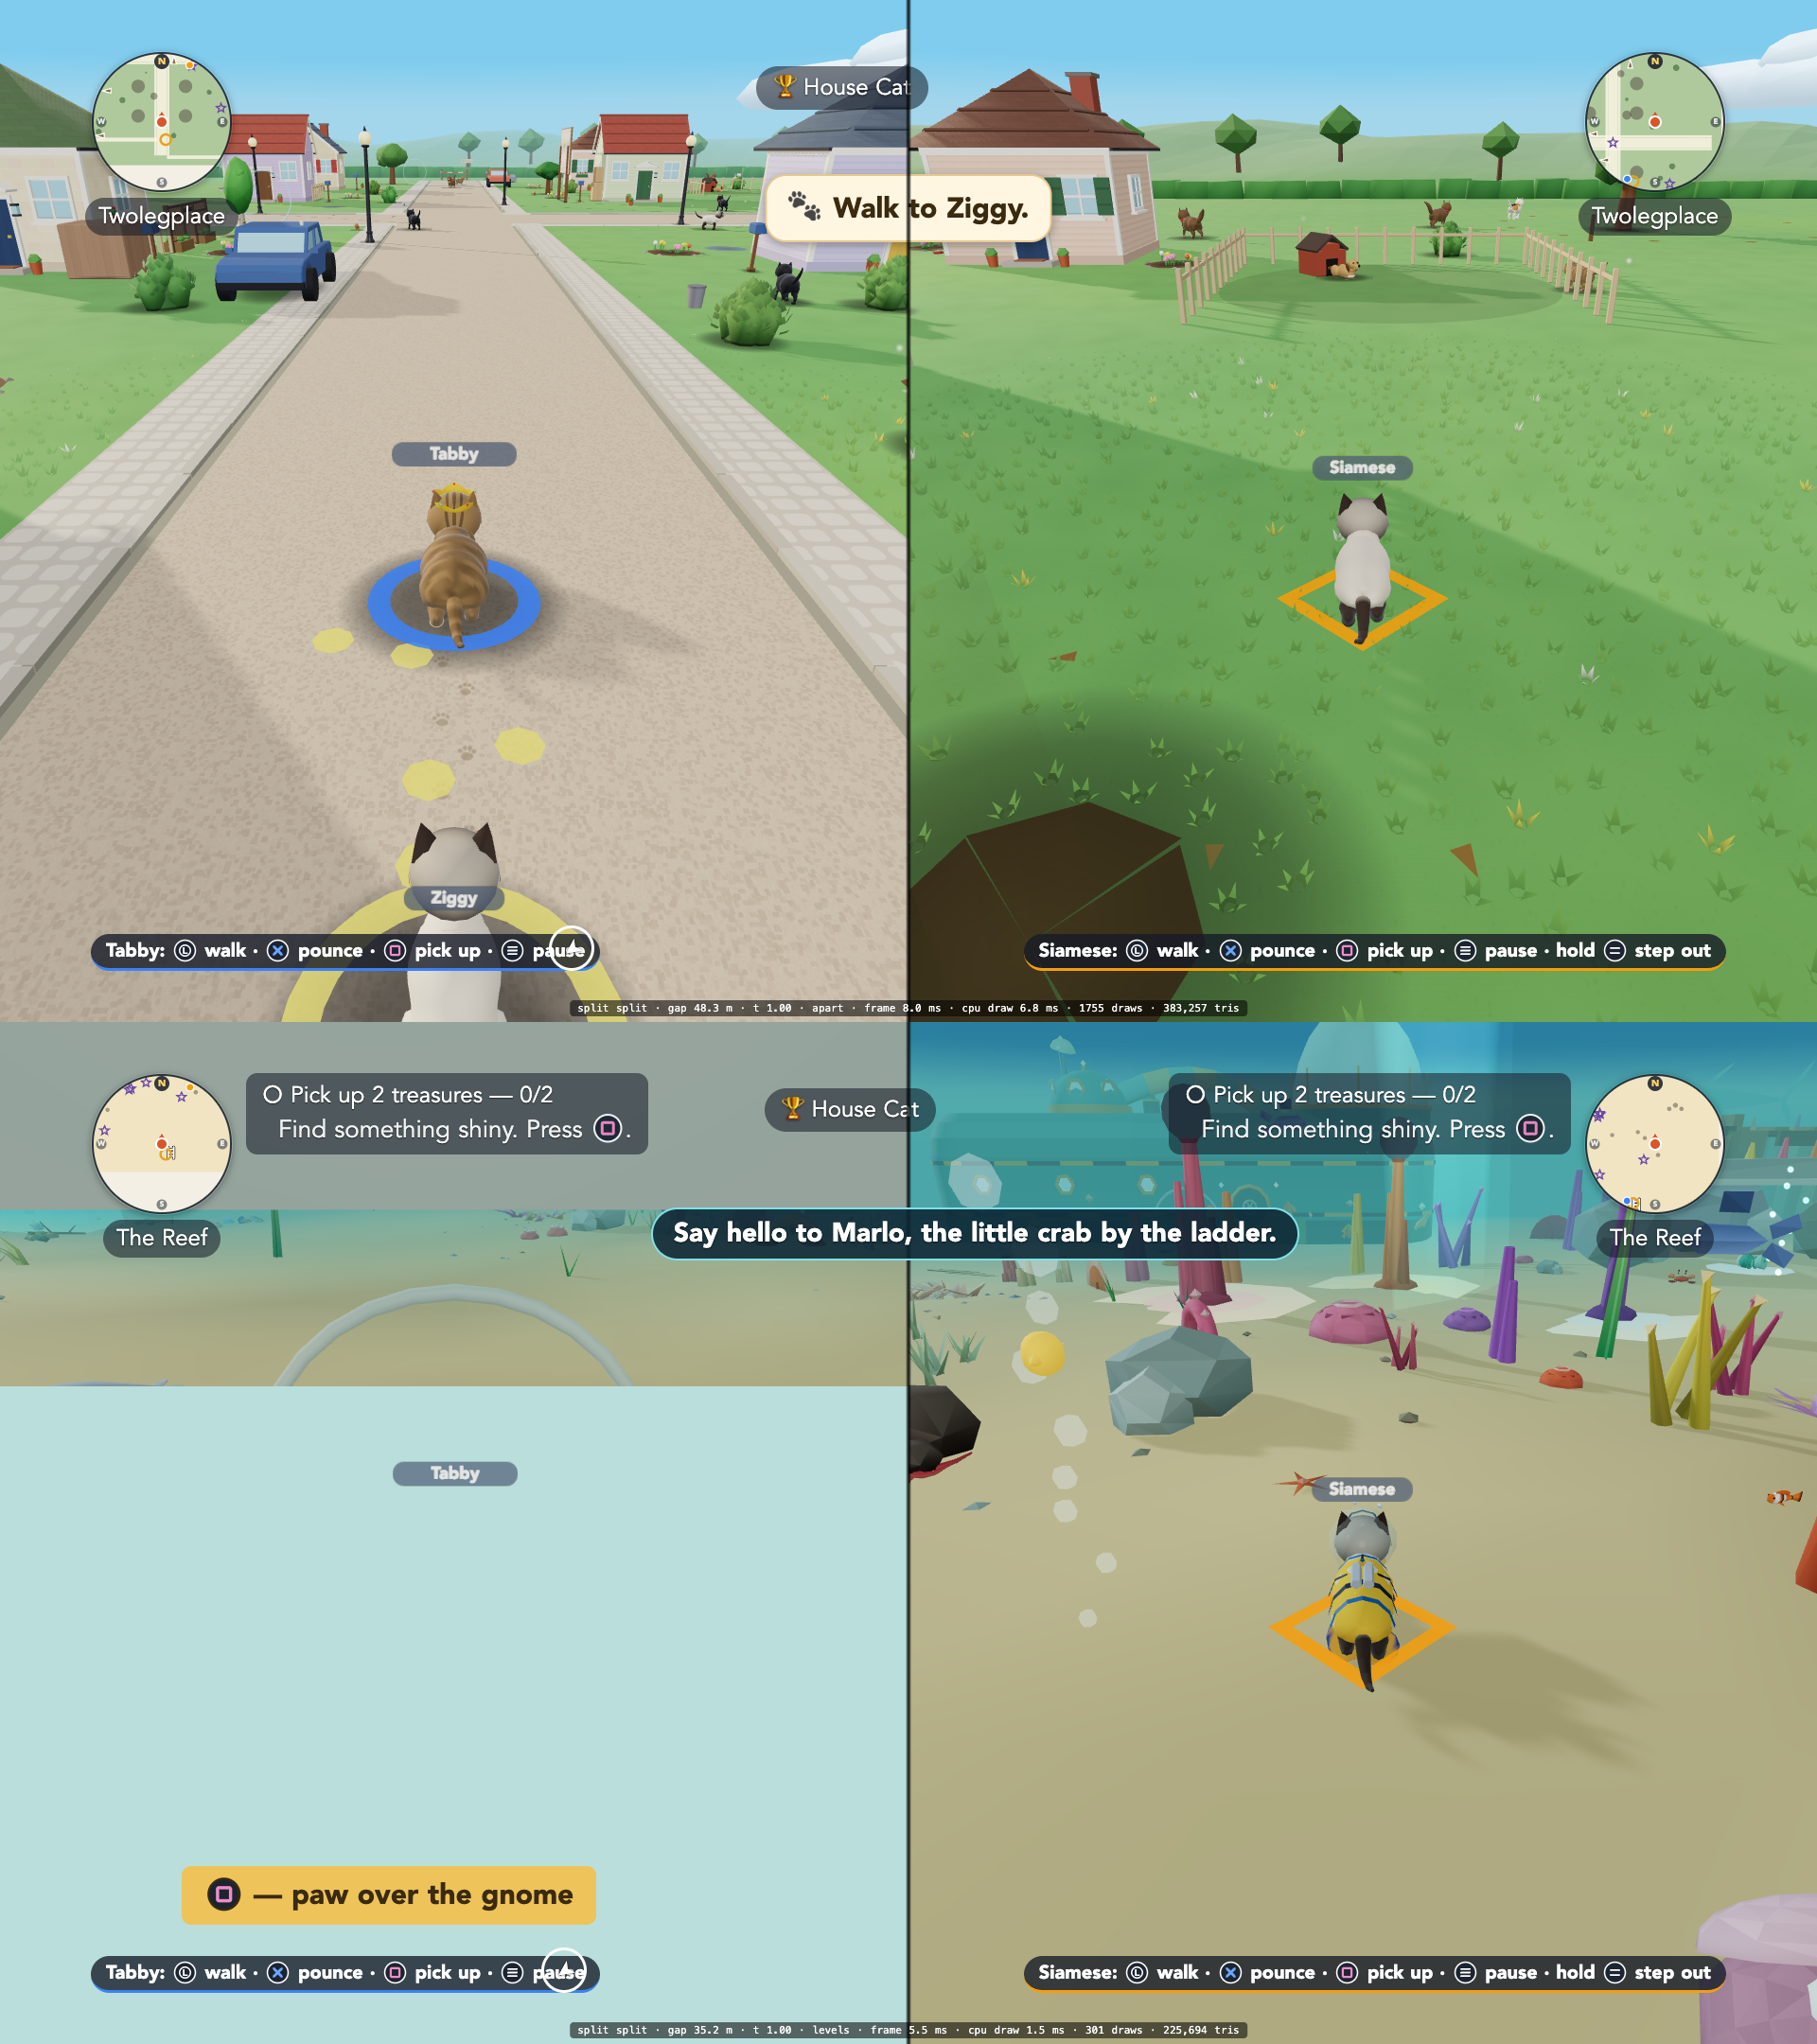 N
W
E
S
Twolegplace
🏆 House Cat
🐾 Walk to Ziggy.
N
W
E
S
Twolegplace
Tabby
Siamese
Ziggy
Tabby: Ⓛ walk · ✕ pounce · □ pick up · ≡ pause
Siamese: Ⓛ walk · ✕ pounce · □ pick up · ≡ pause · hold = step out
split split · gap 48.3 m · t 1.00 · apart · frame 8.0 ms · cpu draw 6.8 ms · 1755 draws · 383,257 tris
N
W
E
S
The Reef
○ Pick up 2 treasures — 0/2
Find something shiny. Press □.
🏆 House Cat
○ Pick up 2 treasures — 0/2
Find something shiny. Press □.
N
W
E
S
The Reef
Say hello to Marlo, the little crab by the ladder.
Tabby
Siamese
□ — paw over the gnome
Tabby: Ⓛ walk · ✕ pounce · □ pick up · ≡ pause
Siamese: Ⓛ walk · ✕ pounce · □ pick up · ≡ pause · hold = step out
split split · gap 35.2 m · t 1.00 · levels · frame 5.5 ms · cpu draw 1.5 ms · 301 draws · 225,694 tris